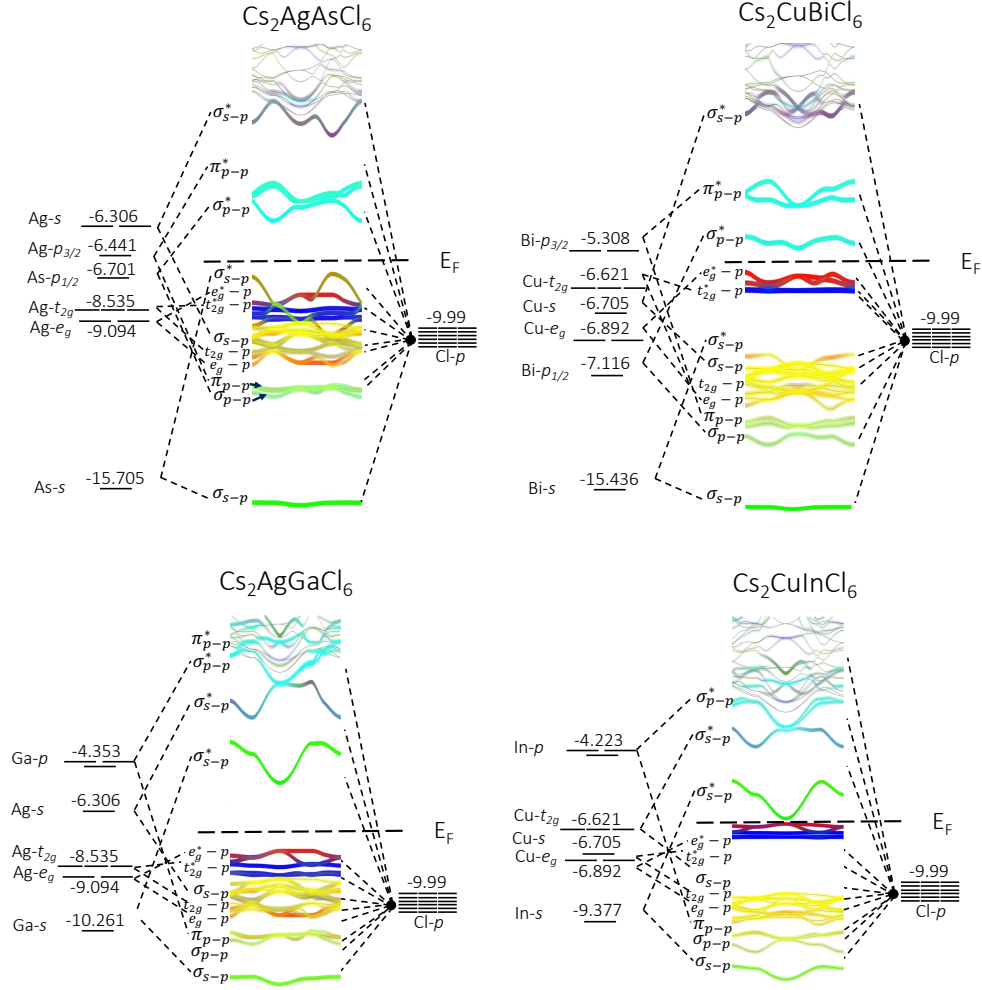 Cs₂AgAsCl₆
σ*s−p
π*p−p
σ*p−p
Ag-s -6.306
Ag-p3/2 -6.441
As-p1/2 -6.701
Ag-t2g -8.535
Ag-eg -9.094
As-s -15.705
EF
σ*s−p
e*g − p
t*2g − p
σs−p
t2g − p
eg − p
πp−p
σp−p
σs−p
-9.99
Cl-p
Cs₂CuBiCl₆
σ*s−p
π*p−p
σ*p−p
Bi-p3/2 -5.308
Cu-t2g -6.621
Cu-s -6.705
Cu-eg -6.892
Bi-p1/2 -7.116
Bi-s -15.436
EF
e*g − p
t*2g − p
σ*s−p
σs−p
t2g − p
eg − p
πp−p
σp−p
σs−p
-9.99
Cl-p
Cs₂AgGaCl₆
π*p−p
σ*p−p
σ*s−p
σ*s−p
Ga-p -4.353
Ag-s -6.306
Ag-t2g -8.535
Ag-eg -9.094
Ga-s -10.261
EF
e*g − p
t*2g − p
σs−p
t2g − p
eg − p
πp−p
σp−p
σs−p
-9.99
Cl-p
Cs₂CuInCl₆
σ*p−p
σ*s−p
σ*s−p
In-p -4.223
Cu-t2g -6.621
Cu-s -6.705
Cu-eg -6.892
In-s -9.377
EF
e*g − p
t*2g − p
σs−p
t2g − p
eg − p
πp−p
σp−p
σs−p
-9.99
Cl-p